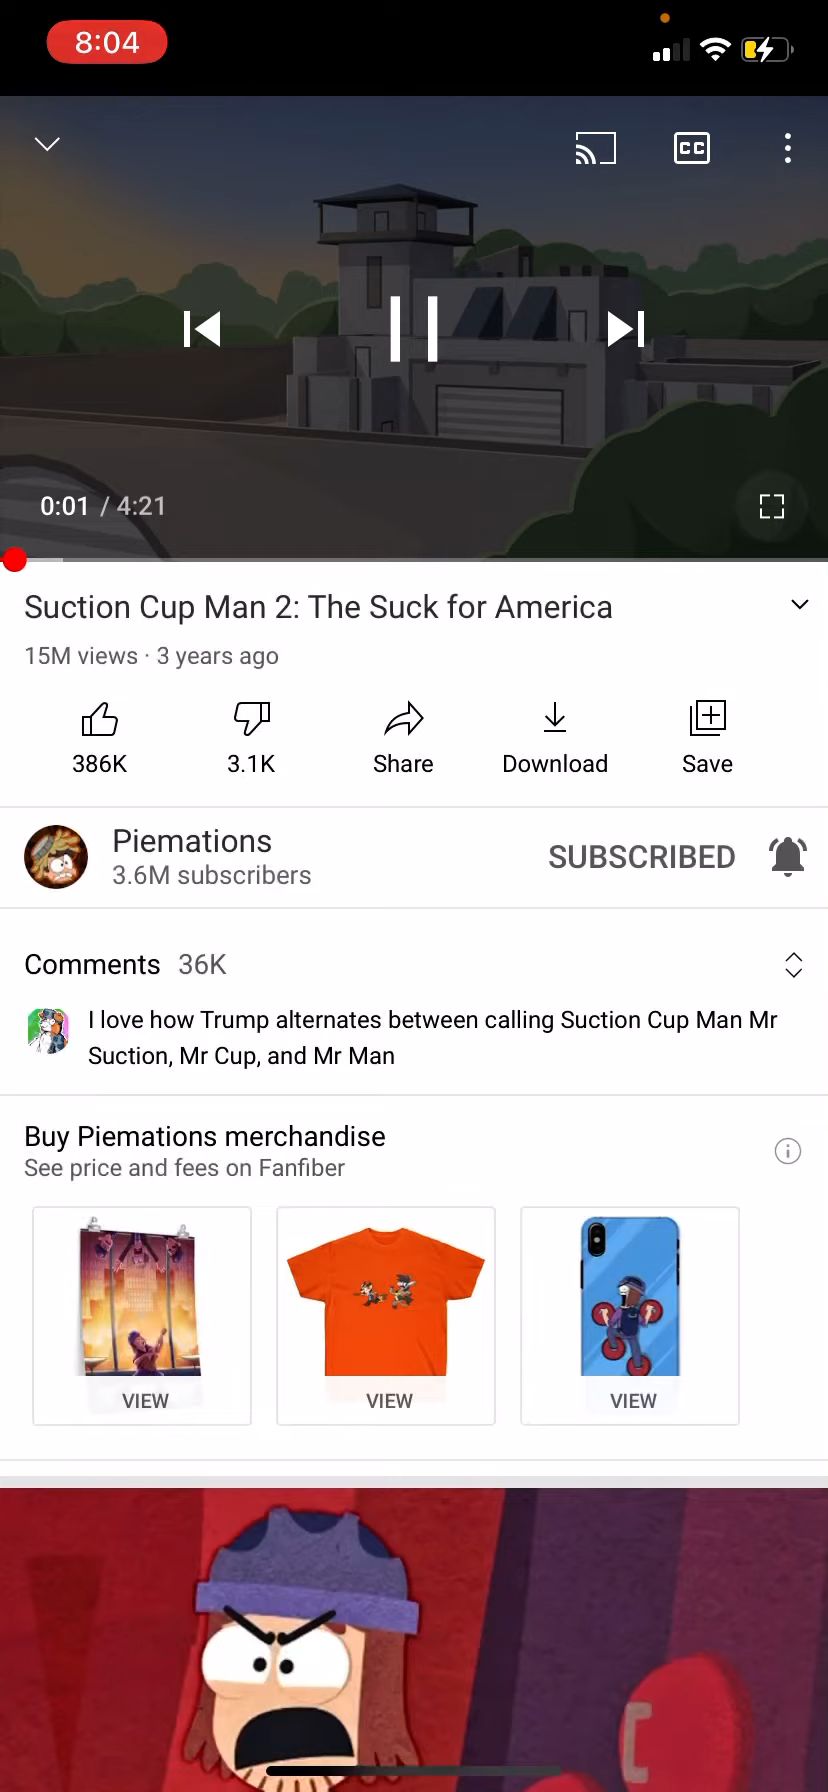 8:04
CC
0:01 / 4:21
Suction Cup Man 2: The Suck for America
15M views · 3 years ago
386K
3.1K
Share
Download
Save
Piemations
3.6M subscribers
SUBSCRIBED
Comments 36K
I love how Trump alternates between calling Suction Cup Man Mr
Suction, Mr Cup, and Mr Man
Buy Piemations merchandise
See price and fees on Fanfiber
VIEW
VIEW
VIEW